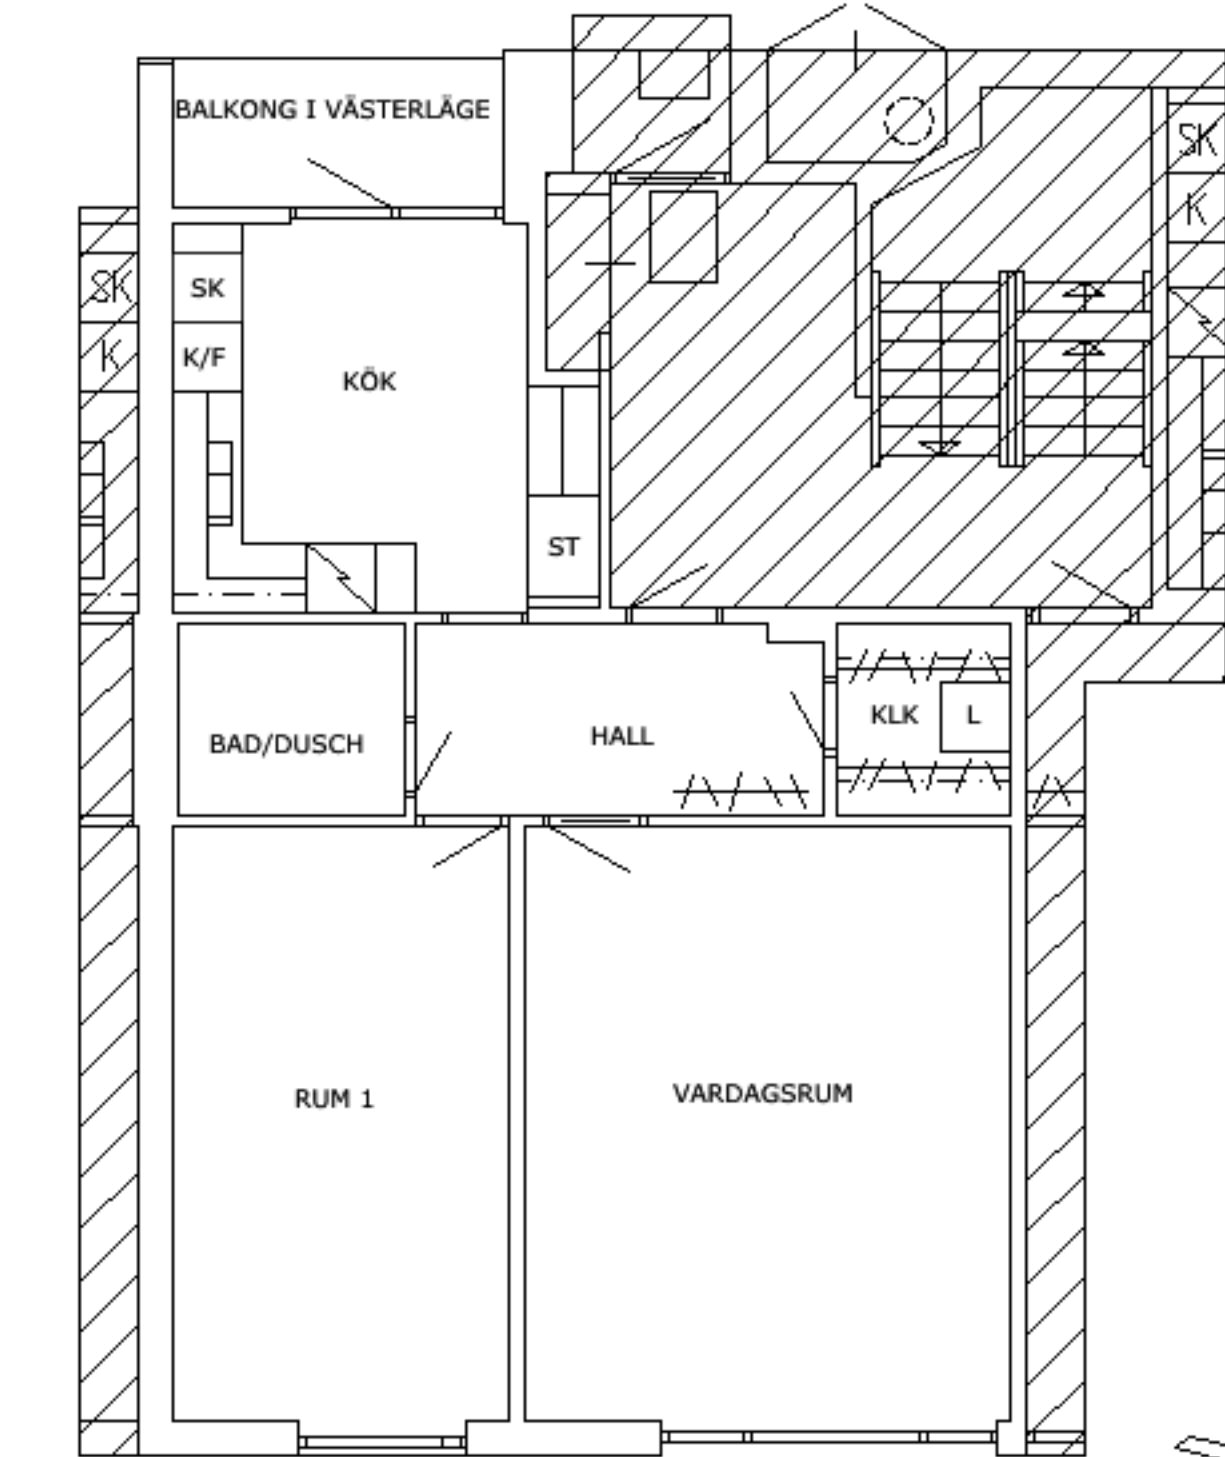 BALKONG I VÄSTERLÄGE
SK
SK
SK
K
K
K/F
KÖK
ST
KLK
L
BAD/DUSCH
HALL
RUM 1
VARDAGSRUM